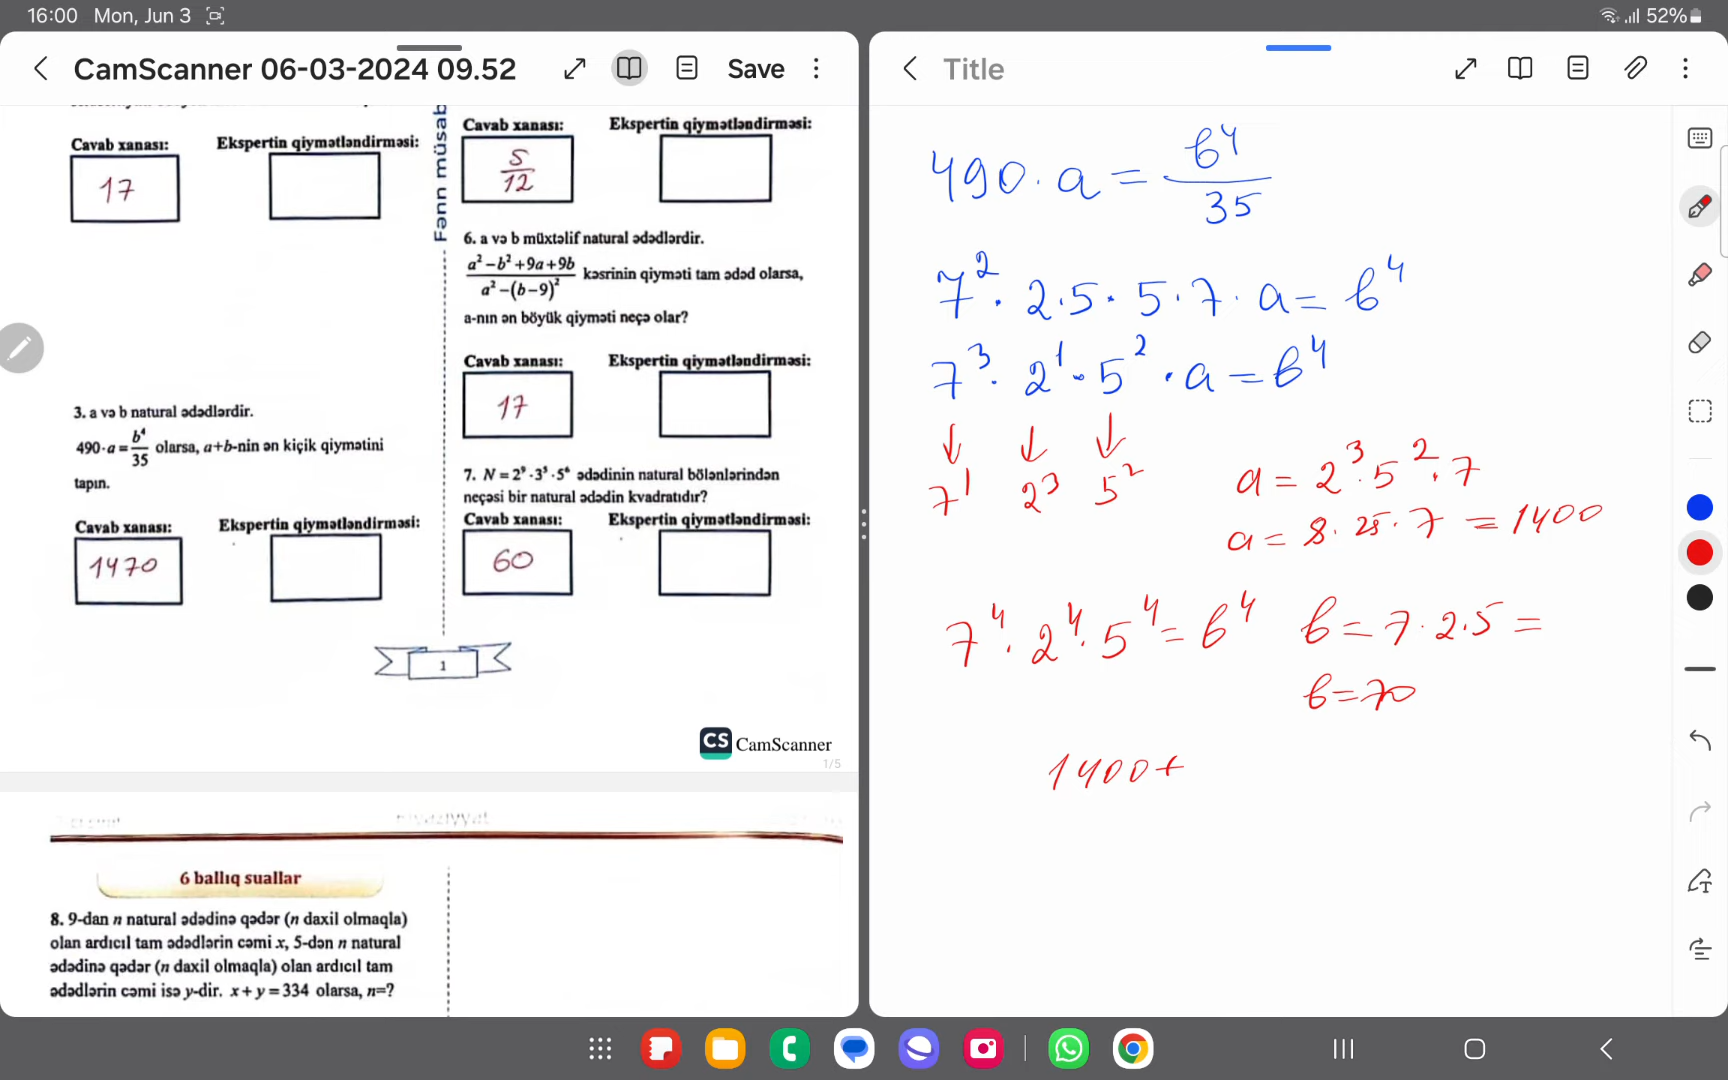 16:00 Mon, Jun 3
52%
CamScanner 06-03-2024 09.52
Save
Cavab xanası:
Ekspertin qiymətləndirməsi:
17
3. a və b natural ədədlərdir.
490·a = b⁴/35 olarsa, a+b-nin ən kiçik qiymətini
tapın.
Cavab xanası:
Ekspertin qiymətləndirməsi:
1470
Fənn müsab
Cavab xanası:
Ekspertin qiymətləndirməsi:
5/12
6. a və b müxtəlif natural ədədlərdir.
(a²−b²+9a+9b)/(a²−(b−9)²) kəsrinin qiyməti tam ədəd olarsa,
a-nın ən böyük qiyməti neçə olar?
Cavab xanası:
Ekspertin qiymətləndirməsi:
17
7. N = 2⁹·3⁵·5⁶ ədədinin natural bölənlərindən
neçəsi bir natural ədədin kvadratıdır?
Cavab xanası:
Ekspertin qiymətləndirməsi:
60
1
CS CamScanner
1/5
6 ballıq suallar
8. 9-dan n natural ədədinə qədər (n daxil olmaqla)
olan ardıcıl tam ədədlərin cəmi x, 5-dən n natural
ədədinə qədər (n daxil olmaqla) olan ardıcıl tam
ədədlərin cəmi isə y-dir. x + y = 334 olarsa, n=?
Title
490 · a = b⁴/35
7² · 2 · 5 · 5 · 7 · a = b⁴
7³ · 2¹ · 5² · a = b⁴
↓ ↓ ↓
7¹ 2³ 5²
a = 2³ · 5² · 7
a = 8 · 25 · 7 = 1400
7⁴ · 2⁴ · 5⁴ = b⁴
b = 7 · 2 · 5 =
b = 70
1400 +